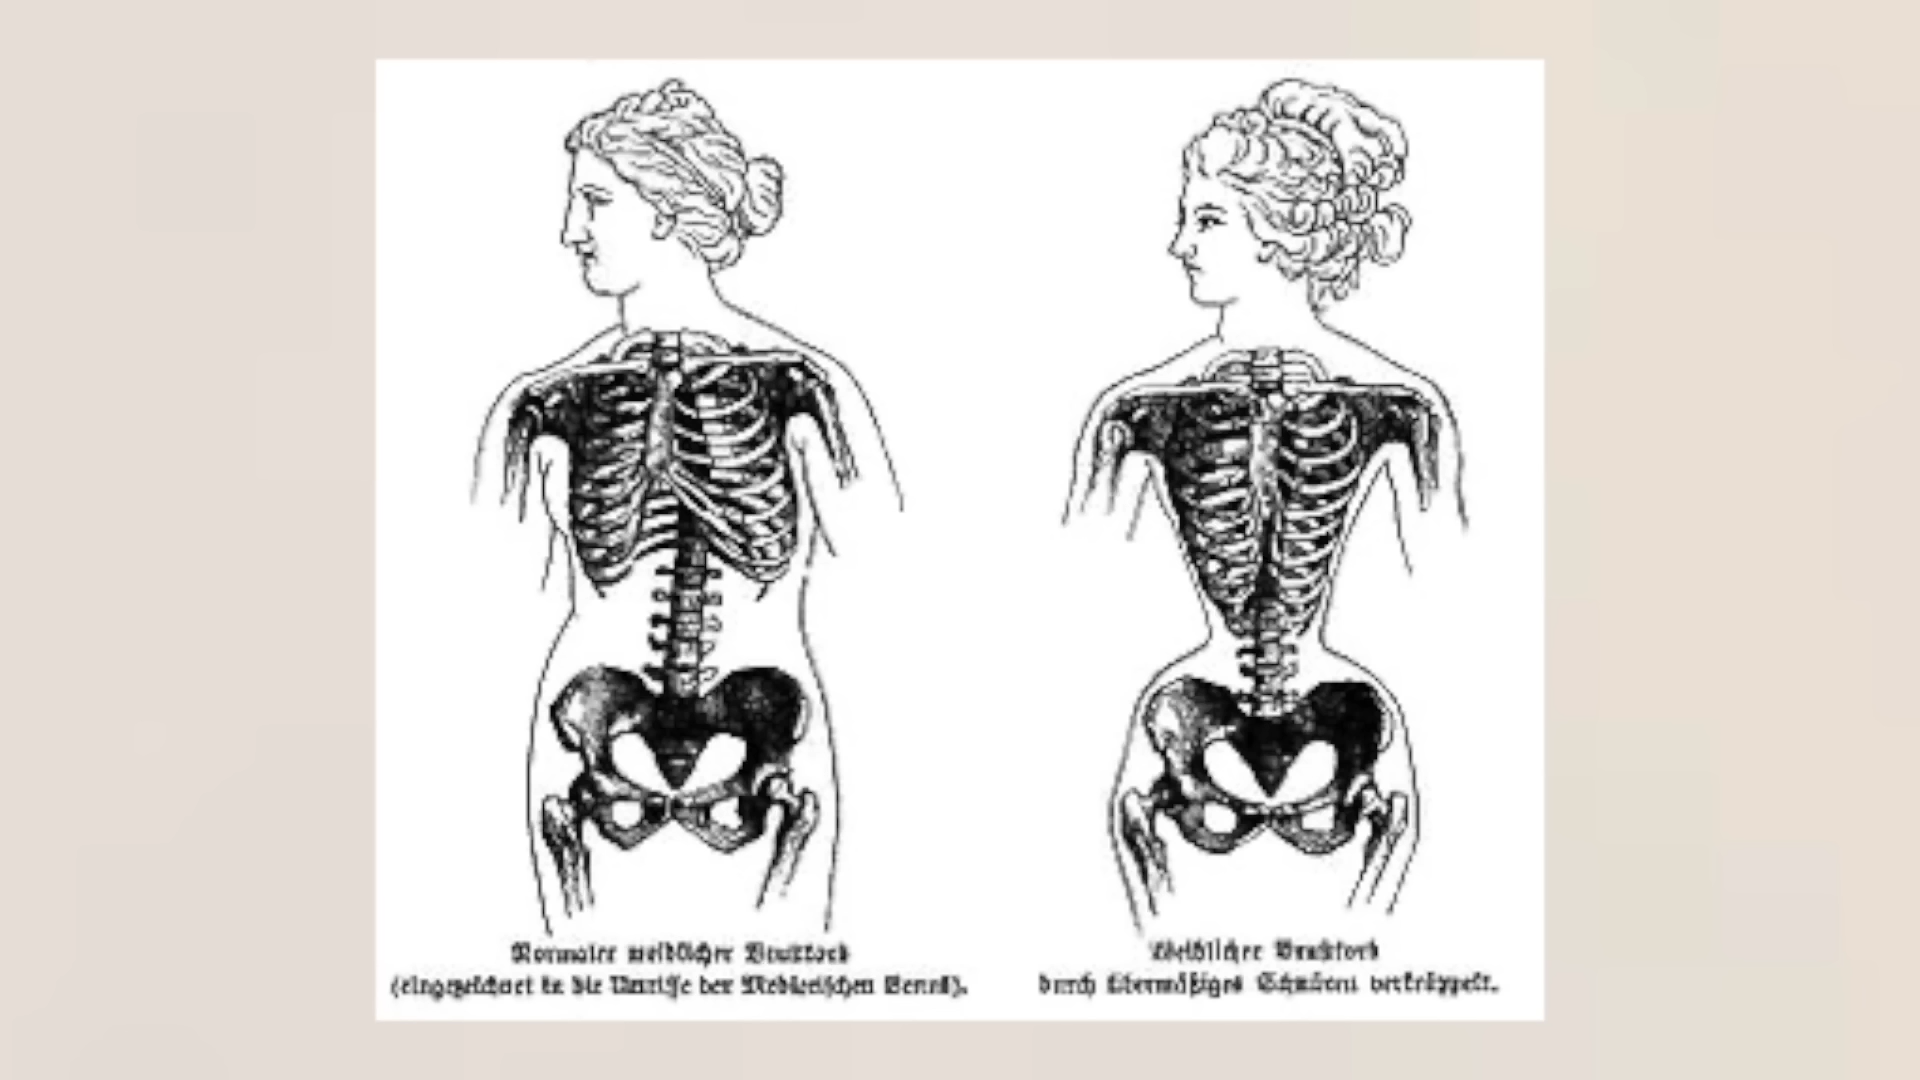 Normaler weiblicher Brustkorb
(eingezeichnet in die Umrisse der Mediceischen Venus).
Weiblicher Brustkorb
durch übermäßiges Schnüren verkrüppelt.